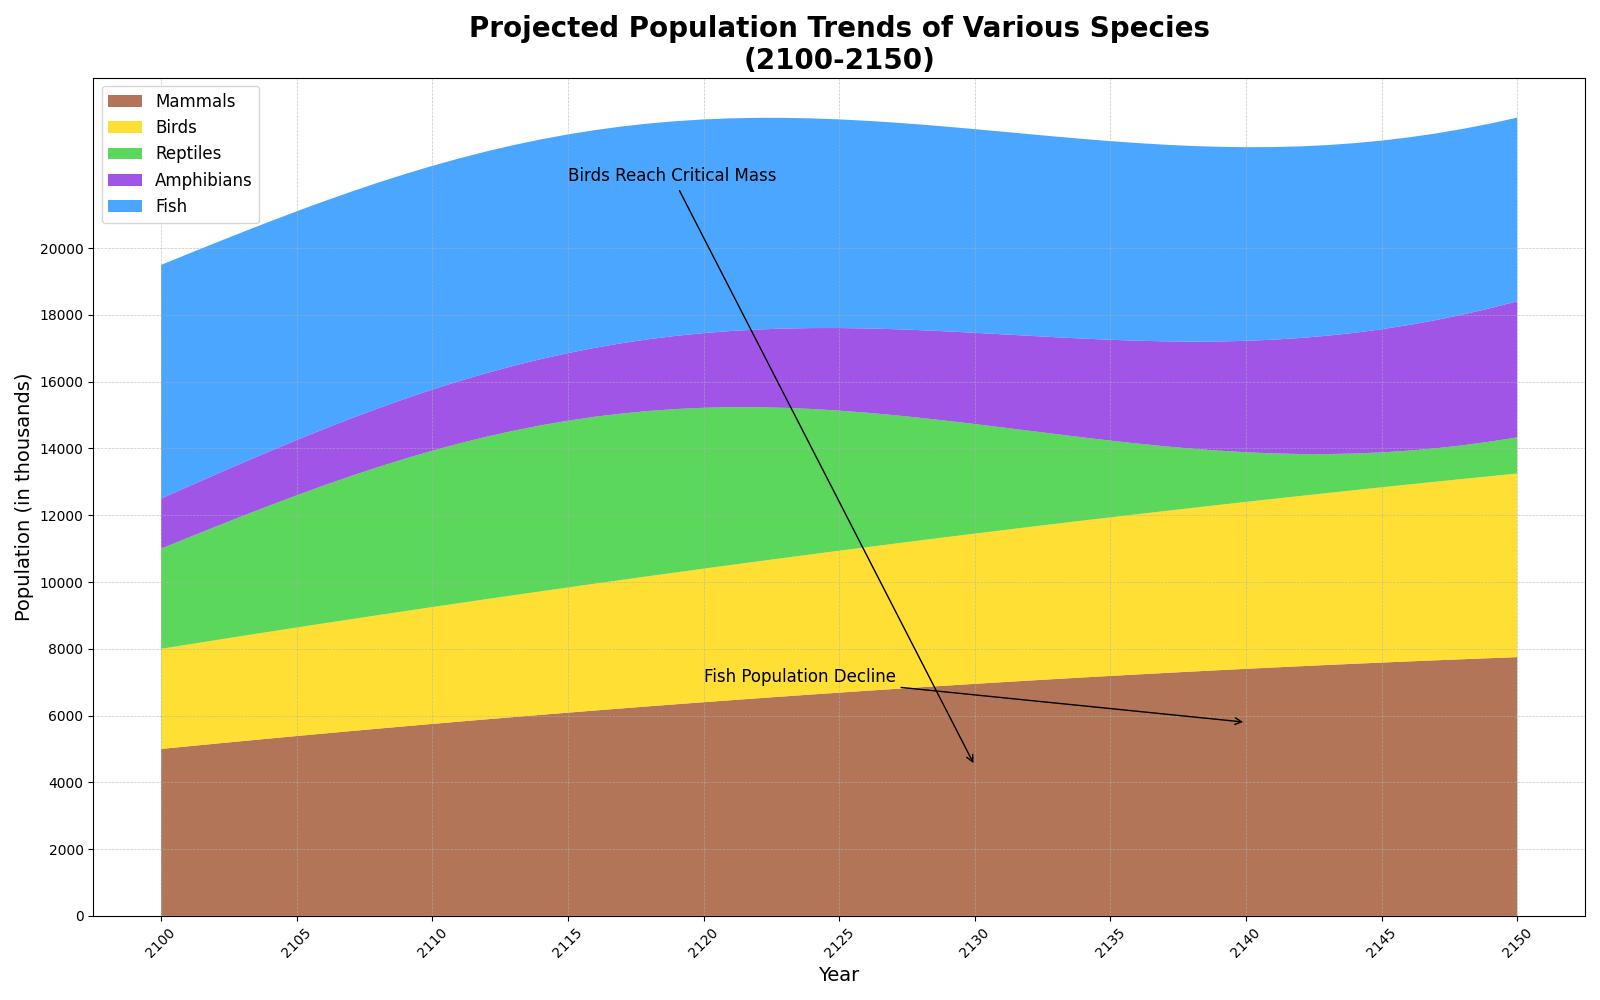 Projected Population Trends of Various Species
(2100-2150)
Mammals
Birds
Reptiles
Amphibians
Fish
Birds Reach Critical Mass
Fish Population Decline
Population (in thousands)
20000
18000
16000
14000
12000
10000
8000
6000
4000
2000
0
2100
2105
2110
2115
2120
2125
2130
2135
2140
2145
2150
Year